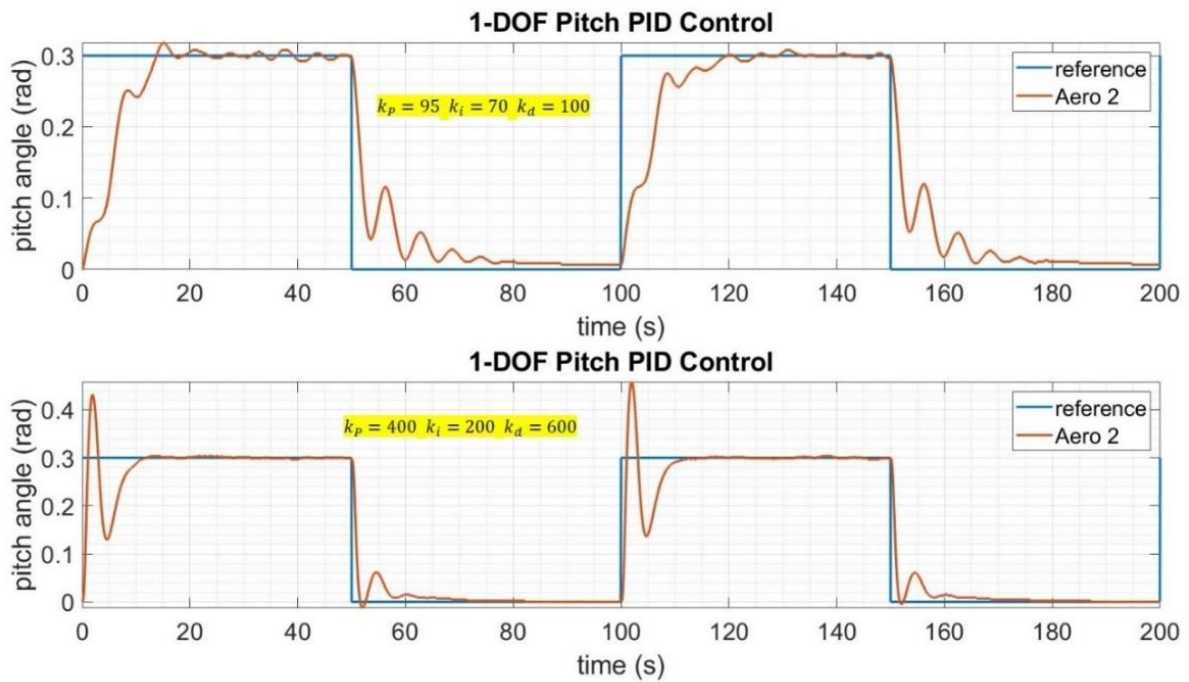 1-DOF Pitch PID Control
pitch angle (rad)
0.3
0.2
0.1
0
k_P = 95 k_i = 70 k_d = 100
reference
Aero 2
0 20 40 60 80 100 120 140 160 180 200
time (s)
1-DOF Pitch PID Control
pitch angle (rad)
0.4
0.3
0.2
0.1
0
k_P = 400 k_i = 200 k_d = 600
reference
Aero 2
0 20 40 60 80 100 120 140 160 180 200
time (s)